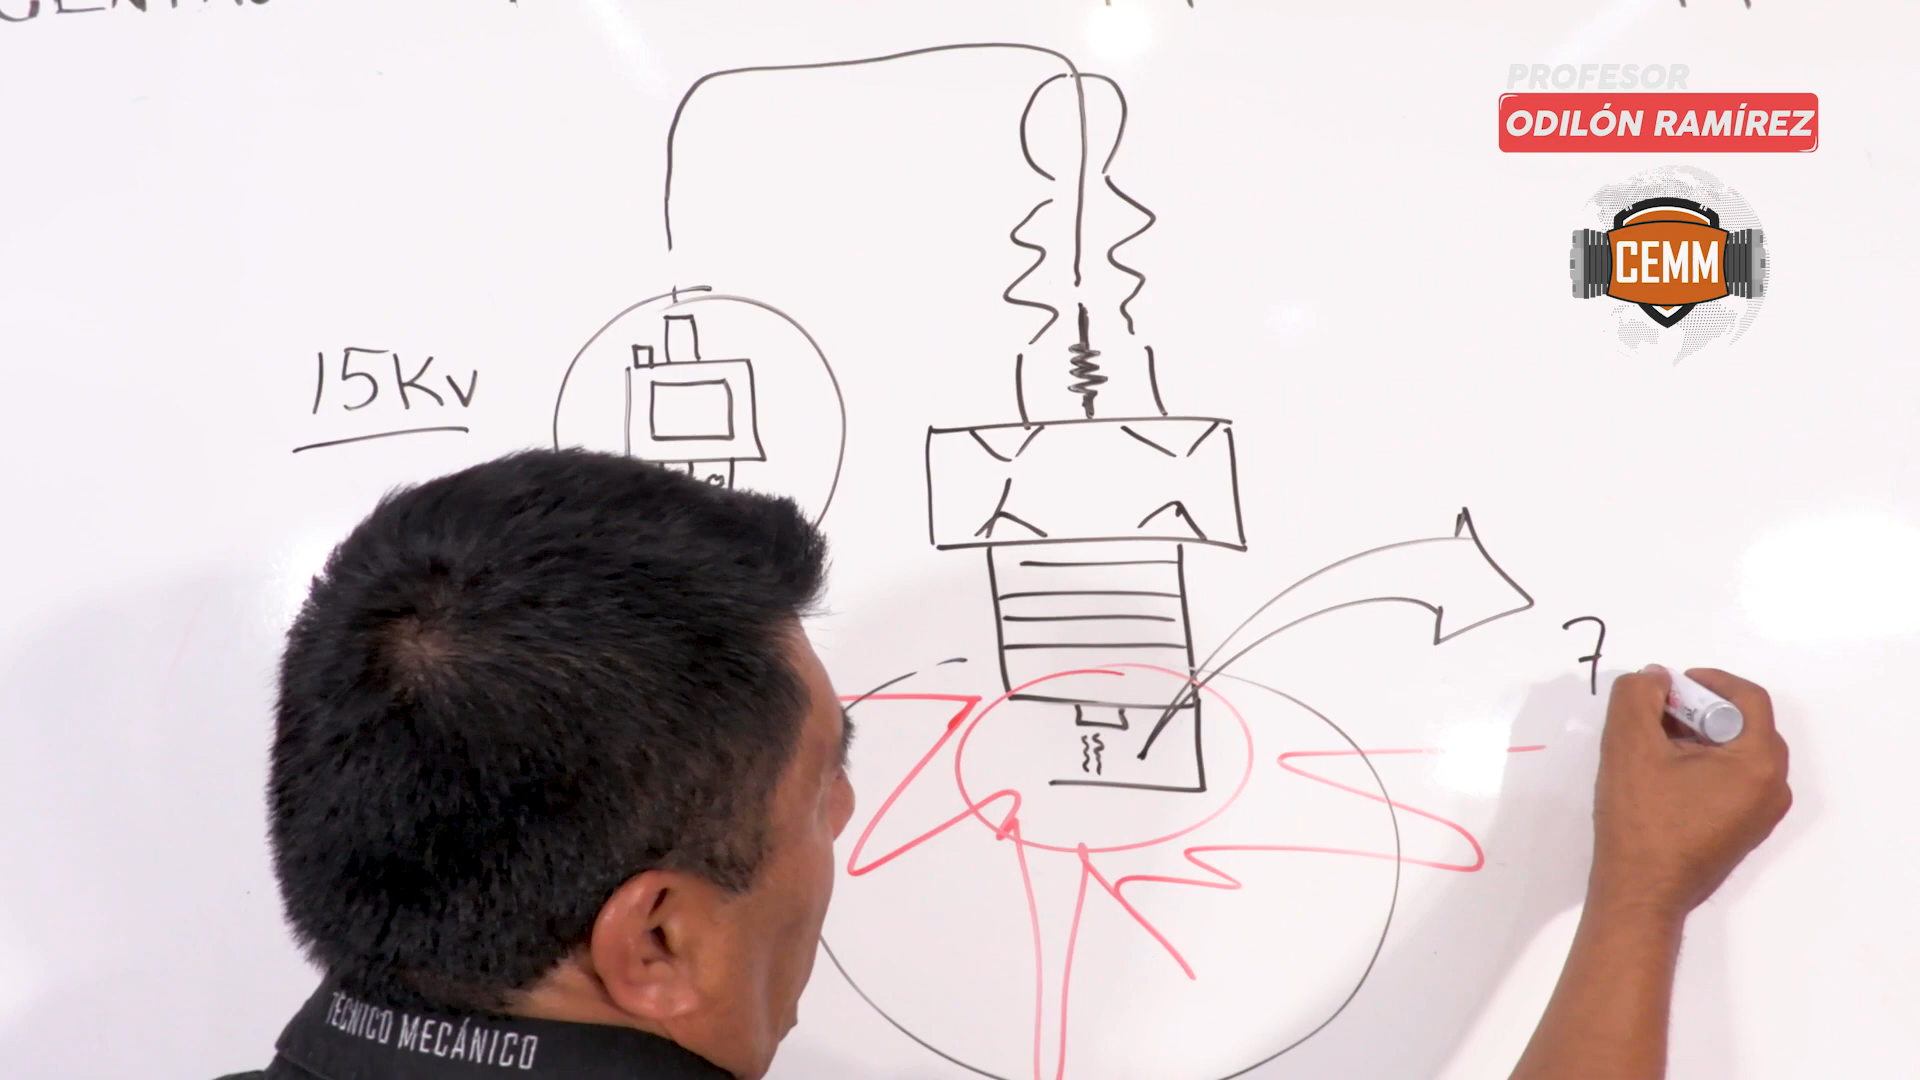 PROFESOR
ODILÓN RAMÍREZ
CEMM
15Kv
7
TÉCNICO MECÁNICO